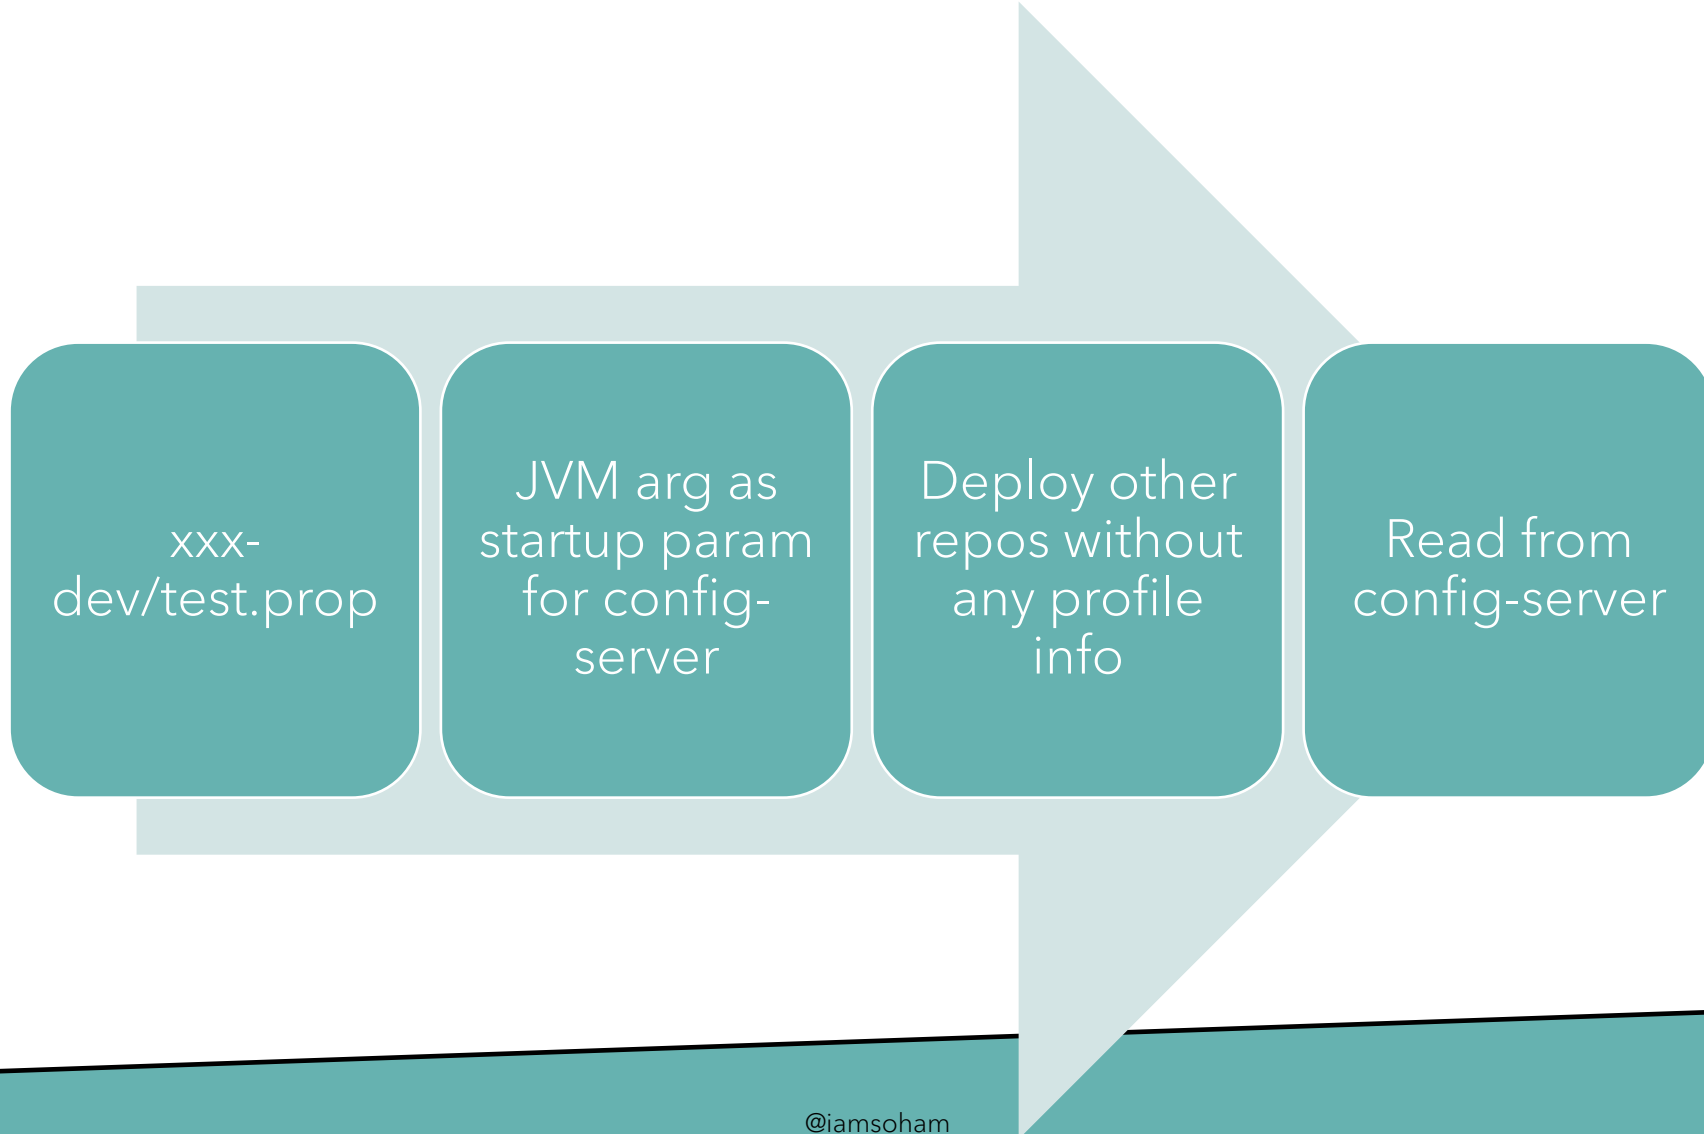 xxx-
dev/test.prop
JVM arg as
startup param
for config-
server
Deploy other
repos without
any profile
info
Read from
config-server
@iamsoham